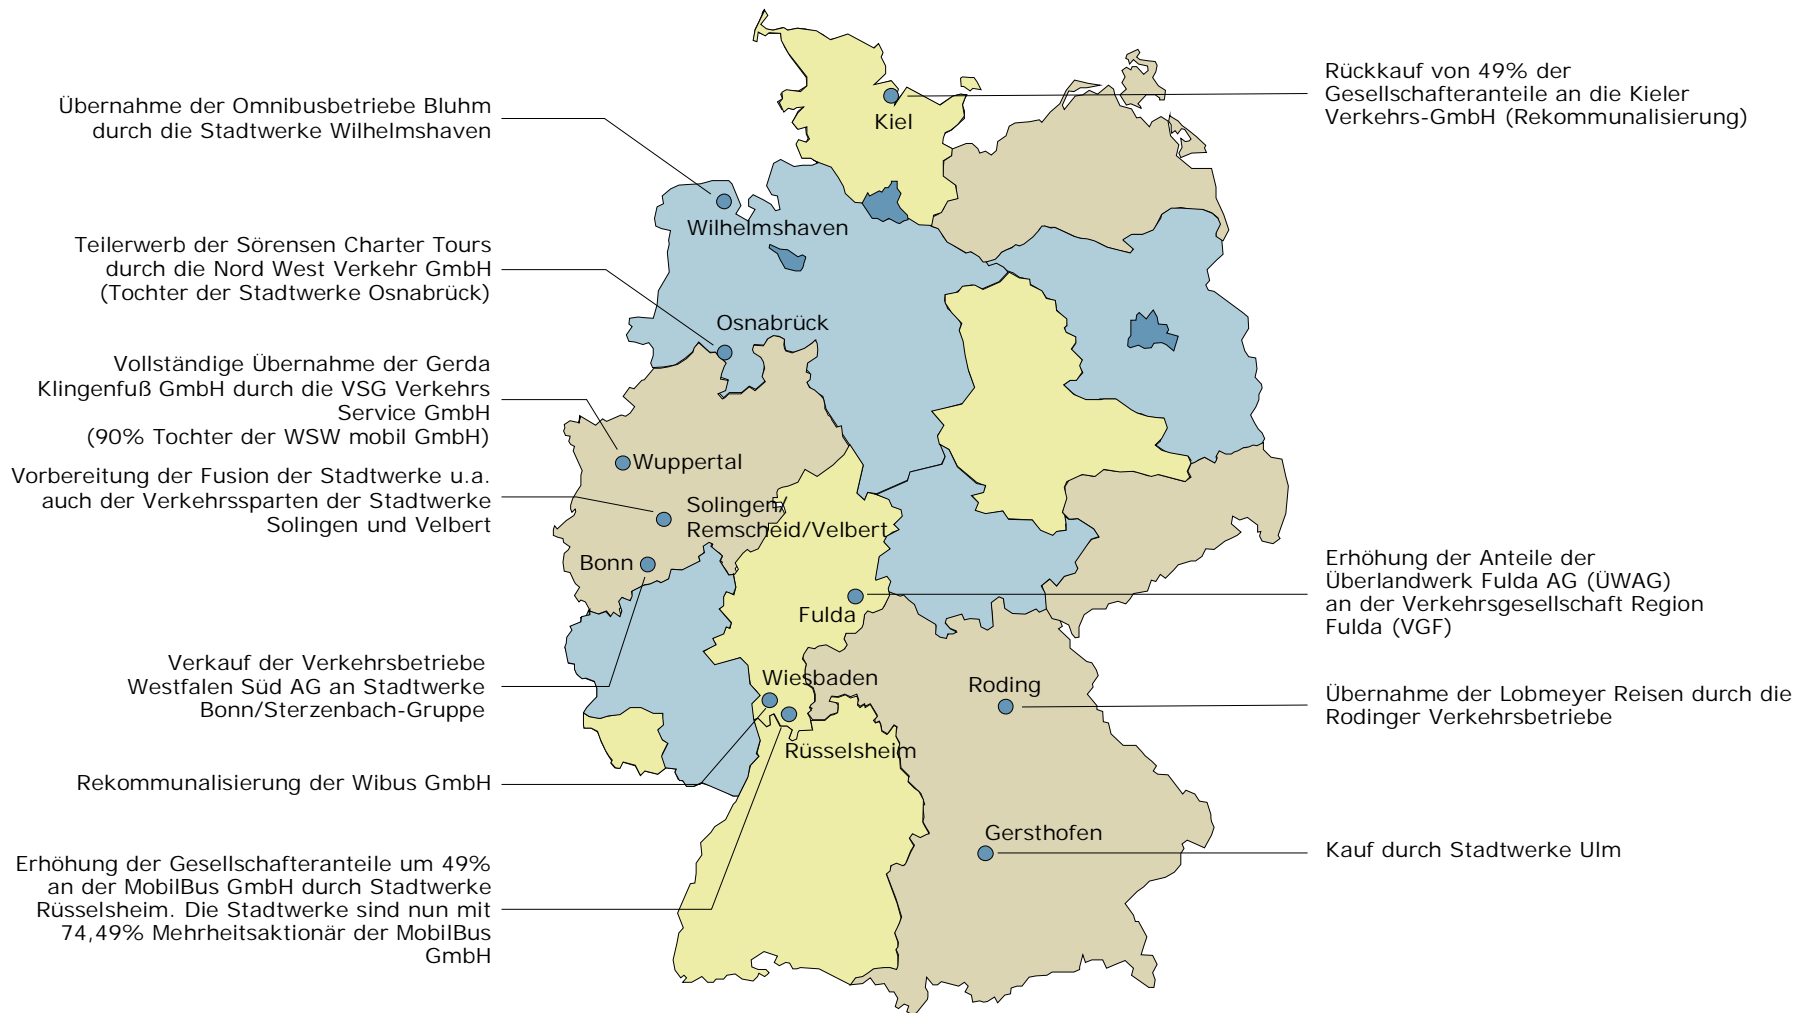 Übernahme der Omnibusbetriebe Bluhm
durch die Stadtwerke Wilhelmshaven
Teilerwerb der Sörensen Charter Tours
durch die Nord West Verkehr GmbH
(Tochter der Stadtwerke Osnabrück)
Vollständige Übernahme der Gerda
Klingenfuß GmbH durch die VSG Verkehrs
Service GmbH
(90% Tochter der WSW mobil GmbH)
Vorbereitung der Fusion der Stadtwerke u.a.
auch der Verkehrssparten der Stadtwerke
Solingen und Velbert
Verkauf der Verkehrsbetriebe
Westfalen Süd AG an Stadtwerke
Bonn/Sterzenbach-Gruppe
Rekommunalisierung der Wibus GmbH
Erhöhung der Gesellschafteranteile um 49%
an der MobilBus GmbH durch Stadtwerke
Rüsselsheim. Die Stadtwerke sind nun mit
74,49% Mehrheitsaktionär der MobilBus
GmbH
Kiel
Wilhelmshaven
Osnabrück
Wuppertal
Solingen/
Remscheid/Velbert
Bonn
Fulda
Wiesbaden
Rüsselsheim
Roding
Gersthofen
Rückkauf von 49% der
Gesellschafteranteile an die Kieler
Verkehrs-GmbH (Rekommunalisierung)
Erhöhung der Anteile der
Überlandwerk Fulda AG (ÜWAG)
an der Verkehrsgesellschaft Region
Fulda (VGF)
Übernahme der Lobmeyer Reisen durch die
Rodinger Verkehrsbetriebe
Kauf durch Stadtwerke Ulm